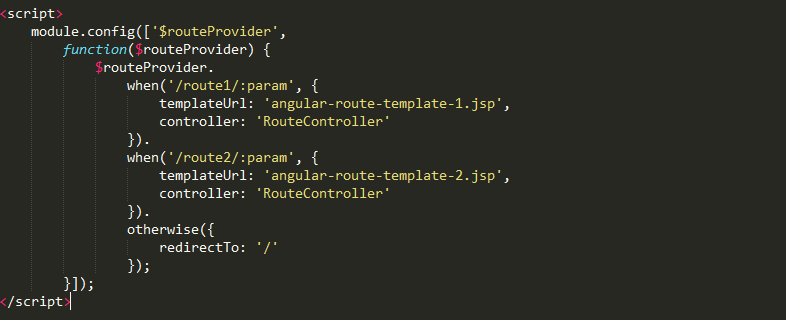 <script>
module.config(['$routeProvider',
function($routeProvider) {
$routeProvider.
when('/route1/:param', {
templateUrl: 'angular-route-template-1.jsp',
controller: 'RouteController'
}).
when('/route2/:param', {
templateUrl: 'angular-route-template-2.jsp',
controller: 'RouteController'
}).
otherwise({
redirectTo: '/'
});
}]);
</script>